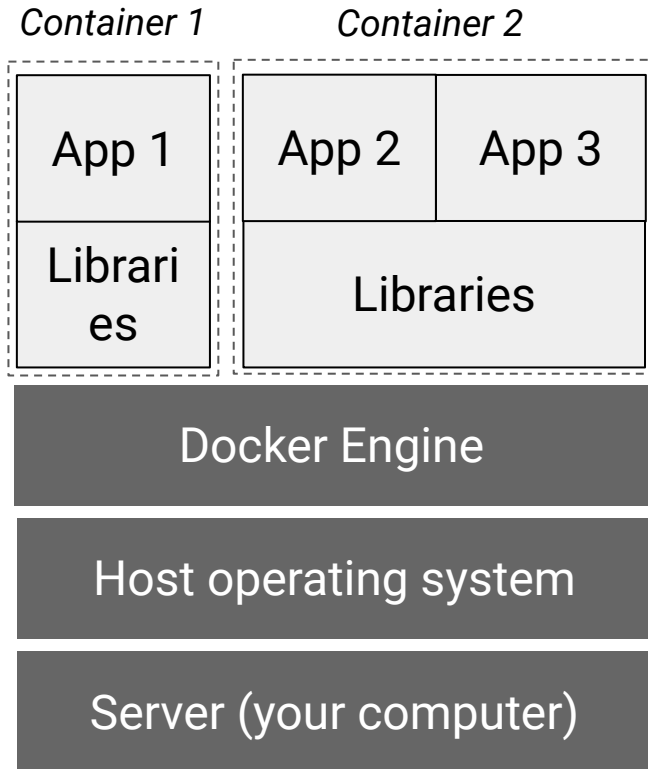 Container 1
Container 2
App 1
App 2
App 3
Librari
es
Libraries
Docker Engine
Host operating system
Server (your computer)